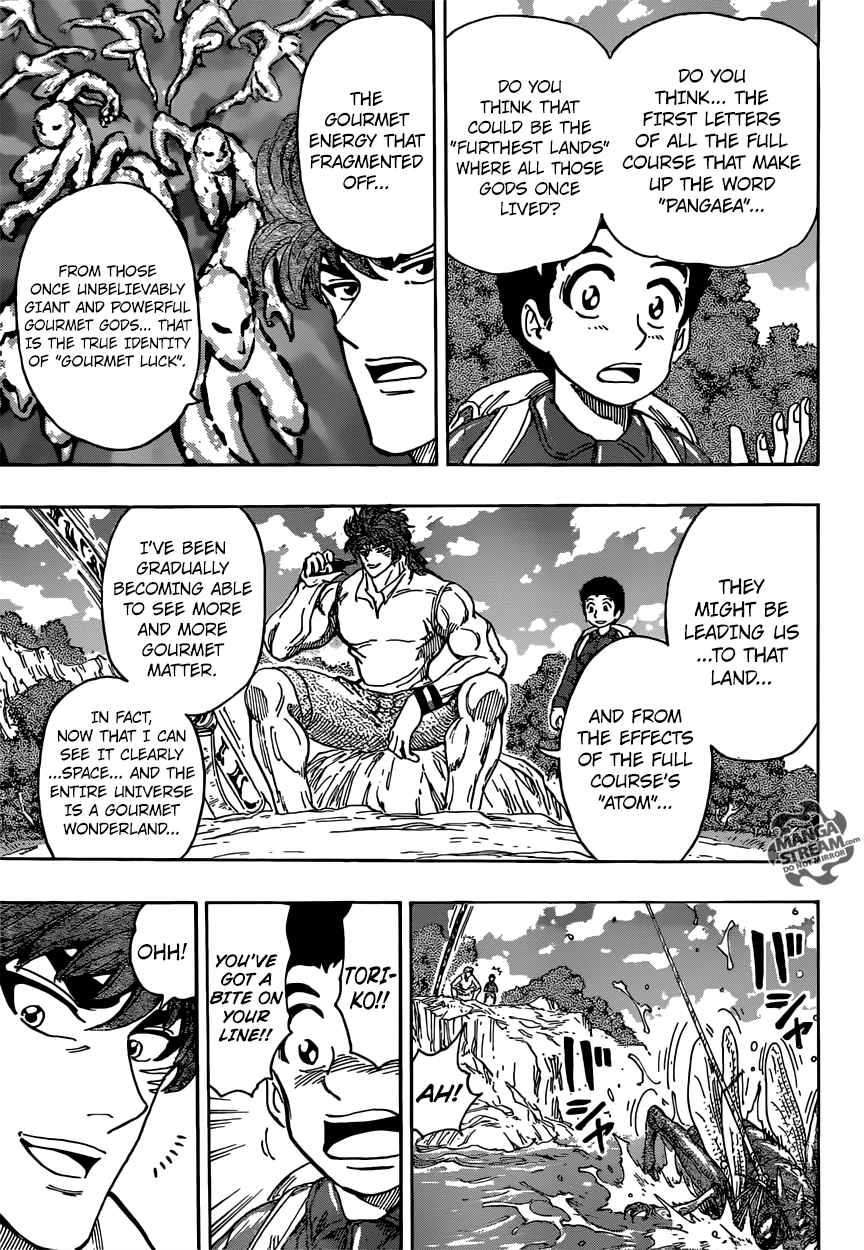 DO YOU
THINK... THE
FIRST LETTERS
OF ALL THE FULL
COURSE THAT MAKE
UP THE WORD
"PANGAEA"...
DO YOU
THINK THAT
COULD BE THE
"FURTHEST LANDS"
WHERE ALL THOSE
GODS ONCE
LIVED?
THE
GOURMET
ENERGY THAT
FRAGMENTED
OFF...
FROM THOSE
ONCE UNBELIEVABLY
GIANT AND POWERFUL
GOURMET GODS... THAT
IS THE TRUE IDENTITY
OF "GOURMET LUCK".
THEY
MIGHT BE
LEADING US
...TO THAT
LAND...
AND FROM
THE EFFECTS
OF THE FULL
COURSE'S
"ATOM"...
I'VE BEEN
GRADUALLY
BECOMING ABLE
TO SEE MORE
AND MORE
GOURMET
MATTER.
IN FACT,
NOW THAT I CAN
SEE IT CLEARLY
...SPACE... AND THE
ENTIRE UNIVERSE
IS A GOURMET
WONDERLAND...
MANGA
STREAM.com
DO NOT MIRROR
バシャ
バシャ
AH!
TORI-
KO!!
YOU'VE
GOT A
BITE ON
YOUR
LINE!!
OHH!